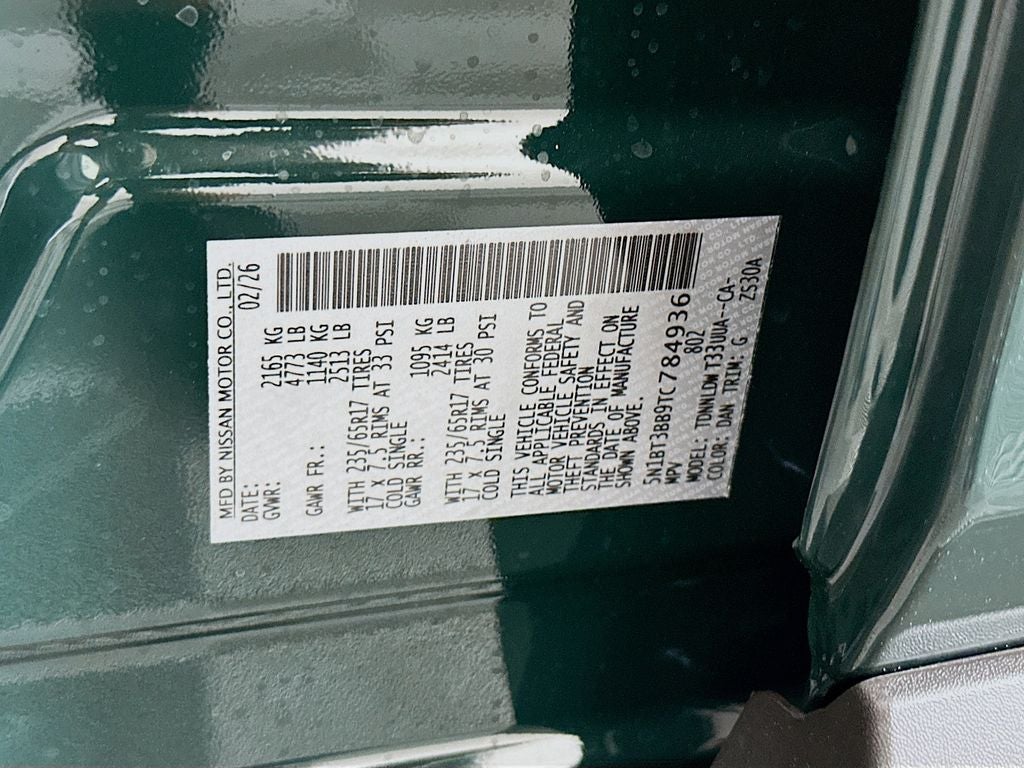 MFD.BY NISSAN MOTOR CO.,LTD.
DATE: 02/26
GVWR: 2165 KG
4773 LB
GAWR FR.: 1140 KG
2513 LB
WITH 235/65R17 TIRES
17 X 7.5 RIMS AT 33 PSI
COLD SINGLE
GAWR RR.: 1095 KG
2414 LB
WITH 235/65R17 TIRES
17 X 7.5 RIMS AT 30 PSI
COLD SINGLE
THIS VEHICLE CONFORMS TO
ALL APPLICABLE FEDERAL
MOTOR VEHICLE SAFETY AND
THEFT PREVENTION
STANDARDS IN EFFECT ON
THE DATE OF MANUFACTURE
SHOWN ABOVE.
5N1BT3BB9TC784936
MPV 802
MODEL: TDNNLDW T33UUA--CA-
COLOR: DAN TRIM: G ZS30A